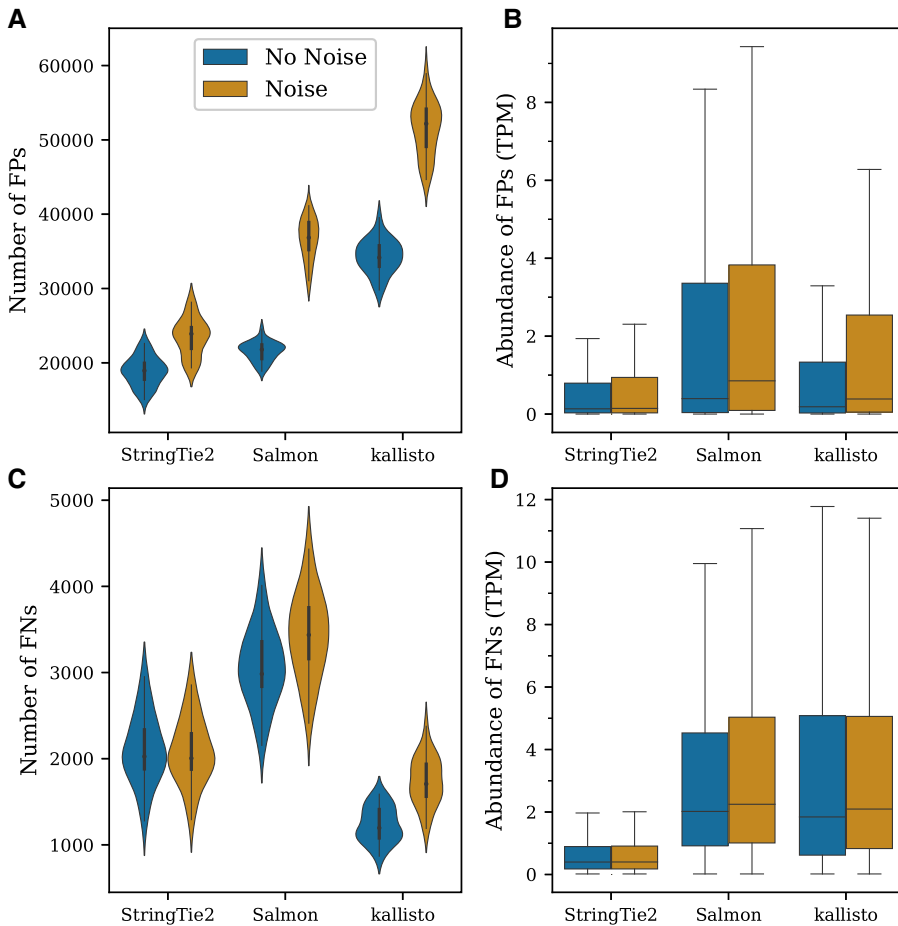 A
Number of FPs
60000
50000
40000
30000
20000
No Noise
Noise
StringTie2
Salmon
kallisto
B
Abundance of FPs (TPM)
8
6
4
2
0
StringTie2
Salmon
kallisto
C
Number of FNs
5000
4000
3000
2000
1000
StringTie2
Salmon
kallisto
D
Abundance of FNs (TPM)
12
10
8
6
4
2
0
StringTie2
Salmon
kallisto